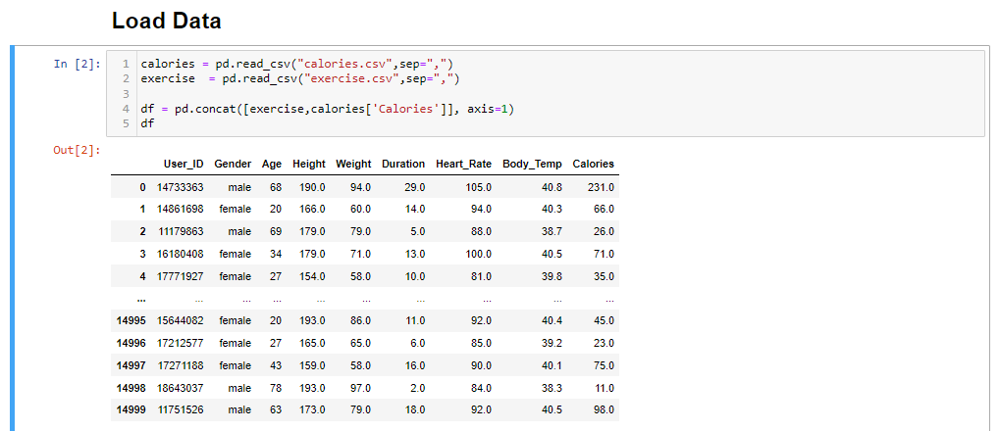 Load Data
In [2]:
1 calories = pd.read_csv("calories.csv",sep=",")
2 exercise  = pd.read_csv("exercise.csv",sep=",")
3
4 df = pd.concat([exercise,calories['Calories']], axis=1)
5 df
Out[2]:
User_ID Gender Age Height Weight Duration Heart_Rate Body_Temp Calories
0 14733363 male 68 190.0 94.0 29.0 105.0 40.8 231.0
1 14861698 female 20 166.0 60.0 14.0 94.0 40.3 66.0
2 11179863 male 69 179.0 79.0 5.0 88.0 38.7 26.0
3 16180408 female 34 179.0 71.0 13.0 100.0 40.5 71.0
4 17771927 female 27 154.0 58.0 10.0 81.0 39.8 35.0
... ... ... ... ... ... ... ... ... ...
14995 15644082 female 20 193.0 86.0 11.0 92.0 40.4 45.0
14996 17212577 female 27 165.0 65.0 6.0 85.0 39.2 23.0
14997 17271188 female 43 159.0 58.0 16.0 90.0 40.1 75.0
14998 18643037 male 78 193.0 97.0 2.0 84.0 38.3 11.0
14999 11751526 male 63 173.0 79.0 18.0 92.0 40.5 98.0